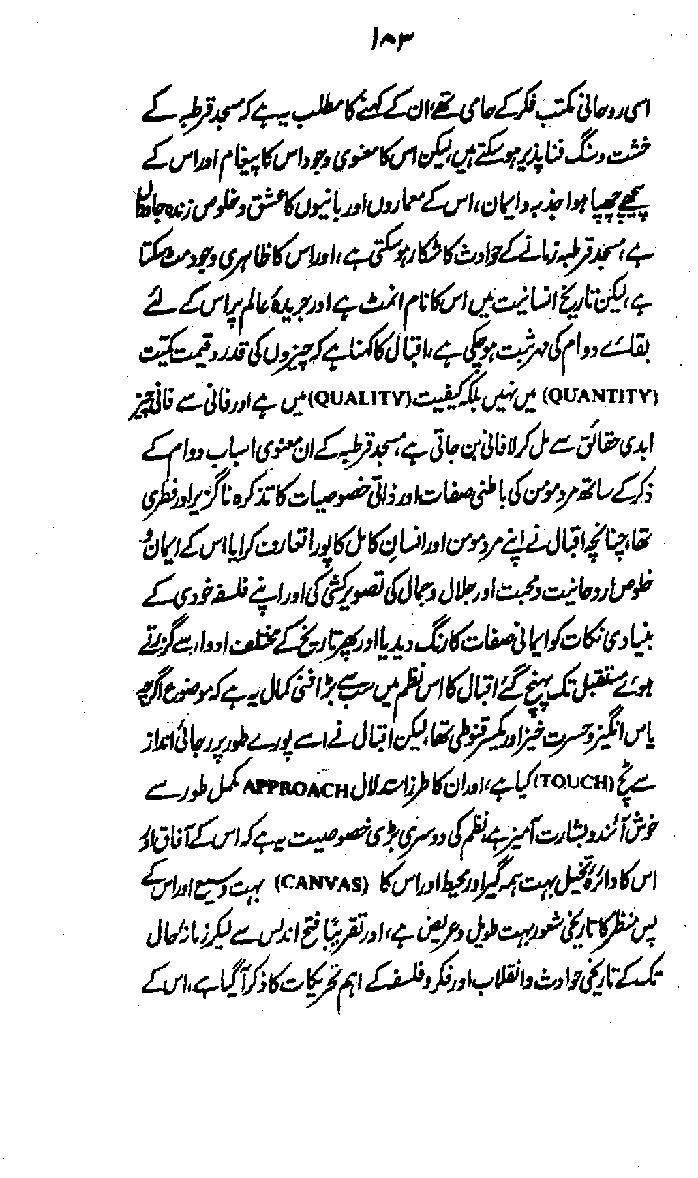 ۱۸۳
اسی روحانی مکتب فکر کے حامی تھے، ان کے کہنے کا مطلب یہ ہے کہ مسجد قرطبہ کے
خشت و سنگ فنا پذیر ہو سکتے ہیں، لیکن اس کا معنوی وجود اس کا پیغام اور اس کے
پیچھے چھپا ہوا جذبہ و ایمان، اس کے معماروں اور بانیوں کا عشق و خلوص زندہ جاوداں
ہے، مسجد قرطبہ زمانے کے حوادث کا شکار ہو سکتی ہے، اور اس کا ظاہری وجود مٹ سکتا
ہے، لیکن تاریخ انسانیت میں اس کا نام انمٹ ہے اور جریدۂ عالم پر اس کے لئے
بقائے دوام کی مہر ثبت ہو چکی ہے، اقبال کا کہنا ہے کہ چیزوں کی قدر و قیمت کمیت
(QUANTITY) میں نہیں بلکہ کیفیت (QUALITY) میں ہے اور فانی سے فانی چیز
ابدی حقائق سے مل کر لافانی بن جاتی ہے، مسجد قرطبہ کے ان معنوی اسباب دوام کے
ذکر کے ساتھ مرد مومن کی باطنی صفات اور ذاتی خصوصیات کا تذکرہ ناگزیر اور فطری
تھا، چنانچہ اقبال نے اپنے مرد مومن اور انسانِ کامل کا پورا تعارف کرایا اس کے ایمان و
خلوص، روحانیت و محبت اور جلال و جمال کی تصویر کشی کی اور اپنے فلسفہ خودی کے
بنیادی نکات کو ایمانی صفات کا رنگ دیدیا اور پھر تاریخ کے مختلف ادوار سے گزرتے
ہوئے مستقبل تک پہنچ گئے اقبال کا اس نظم میں سب سے بڑا فنی کمال یہ ہے کہ موضوع اگرچہ
یاس انگیز و حسرت خیز اور یکسر قنوطی تھا، لیکن اقبال نے اسے پورے طور پر رجائی انداز
سے ٹچ (TOUCH) کیا ہے، اور ان کا طرز استدلال APPROACH مکمل طور سے
خوش آئند و بشارت آمیز ہے، نظم کی دوسری بڑی خصوصیت یہ ہے کہ اس کے آفاق اور
اس کا دائرۂ تخیل بہت ہمہ گیر اور محیط اور اس کا (CANVAS) بہت وسیع اور اس کے
پس منظر کا تاریخی شعور بہت طویل و عریض ہے، اور تقریباً فتح اندلس سے لیکر زمانہ حال
تک کے تاریخی حوادث و انقلاب اور فکر و فلسفہ کے اہم تحریکات کا ذکر آ گیا ہے، اس کے